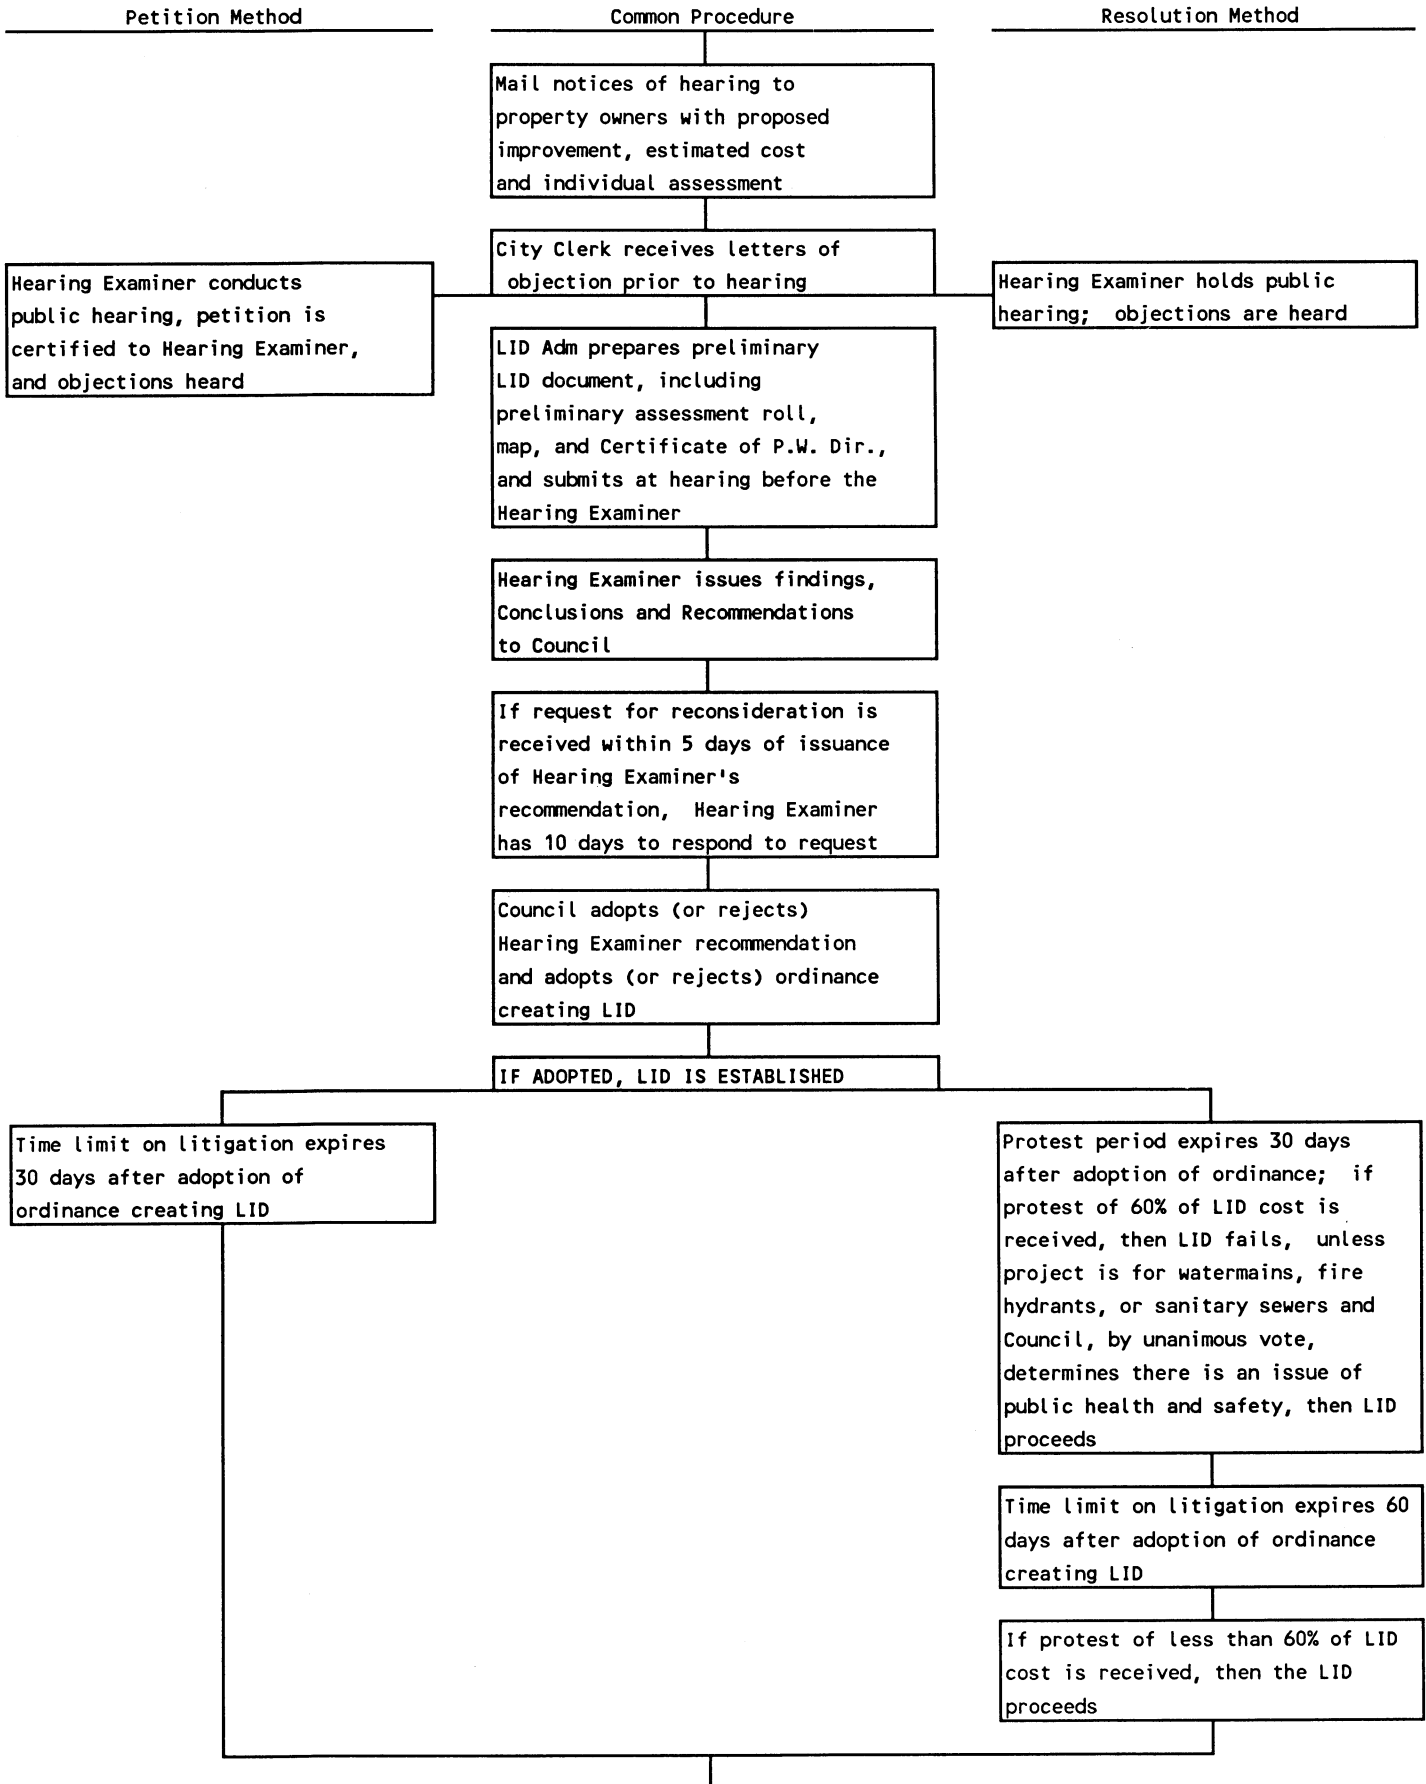 Petition Method
Common Procedure
Resolution Method
Mail notices of hearing to
property owners with proposed
improvement, estimated cost
and individual assessment
City Clerk receives letters of
objection prior to hearing
Hearing Examiner conducts
public hearing, petition is
certified to Hearing Examiner,
and objections heard
Hearing Examiner holds public
hearing; objections are heard
LID Adm prepares preliminary
LID document, including
preliminary assessment roll,
map, and Certificate of P.W. Dir.,
and submits at hearing before the
Hearing Examiner
Hearing Examiner issues findings,
Conclusions and Recommendations
to Council
If request for reconsideration is
received within 5 days of issuance
of Hearing Examiner's
recommendation, Hearing Examiner
has 10 days to respond to request
Council adopts (or rejects)
Hearing Examiner recommendation
and adopts (or rejects) ordinance
creating LID
IF ADOPTED, LID IS ESTABLISHED
Time limit on litigation expires
30 days after adoption of
ordinance creating LID
Protest period expires 30 days
after adoption of ordinance; if
protest of 60% of LID cost is
received, then LID fails, unless
project is for watermains, fire
hydrants, or sanitary sewers and
Council, by unanimous vote,
determines there is an issue of
public health and safety, then LID
proceeds
Time limit on litigation expires 60
days after adoption of ordinance
creating LID
If protest of less than 60% of LID
cost is received, then the LID
proceeds